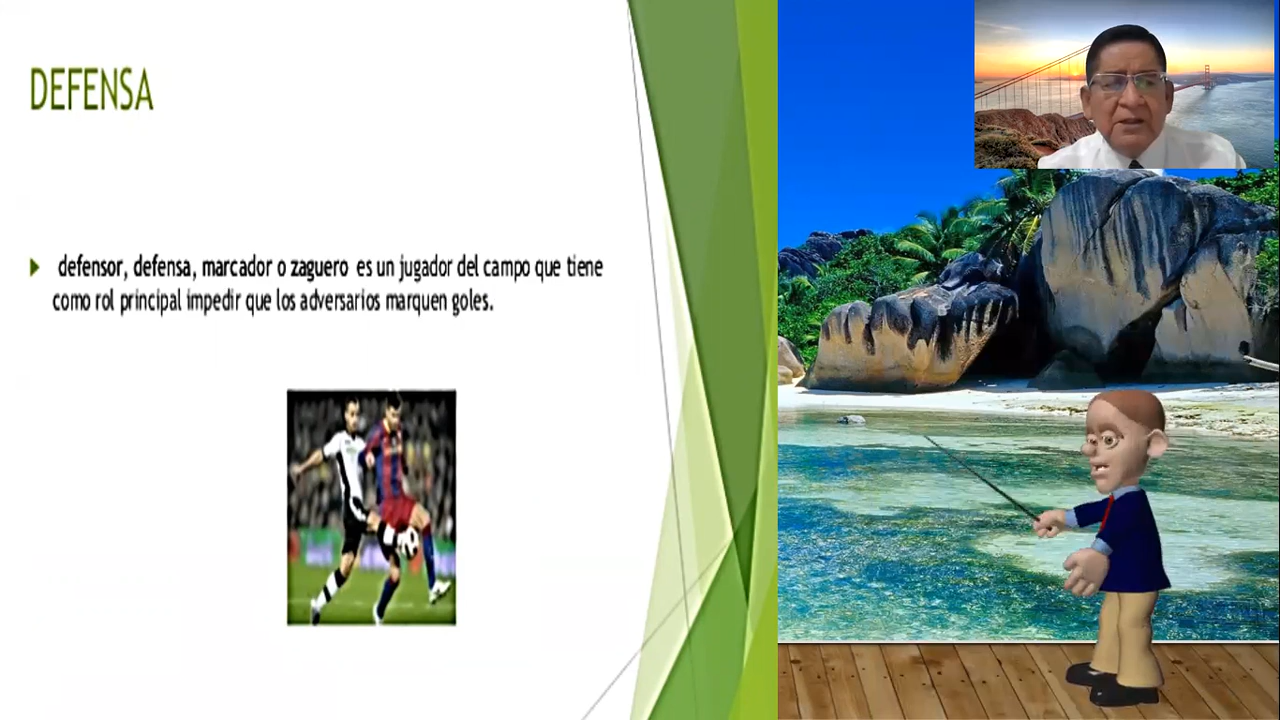 DEFENSA
defensor, defensa, marcador o zaguero es un jugador del campo que tiene
como rol principal impedir que los adversarios marquen goles.